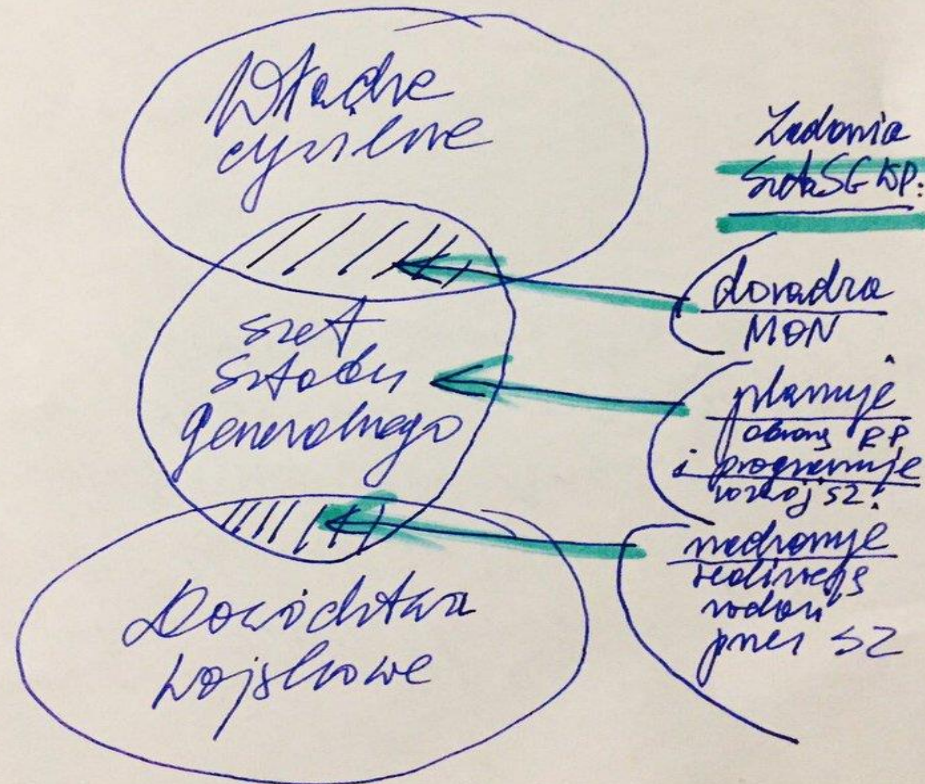 Władze
cywilne
szef
Sztabu
Generalnego
Dowództwa
wojskowe
Zadania
Szefa SG WP:
doradza
MON
planuje
obronę RP
i programuje
rozwój SZ.
nadzoruje
realizację
zadań
przez SZ